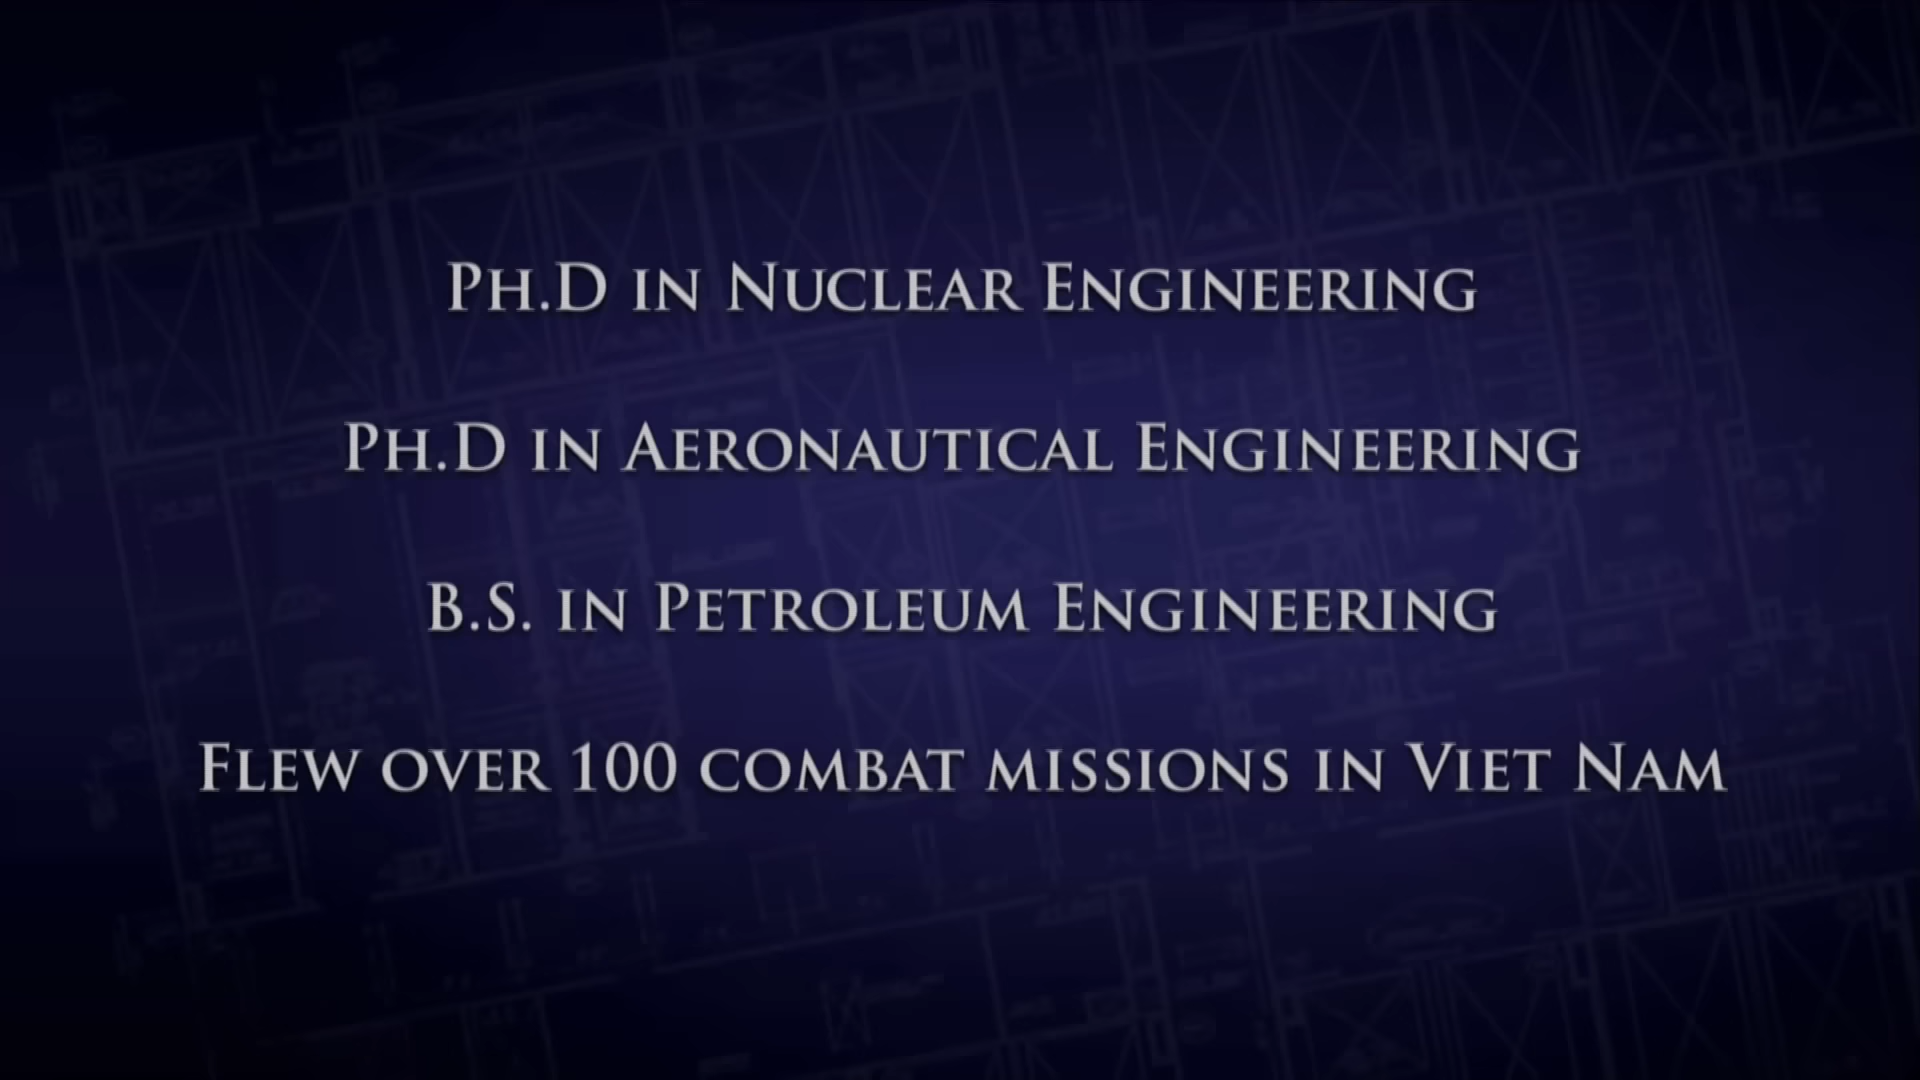 Ph.D in Nuclear Engineering
Ph.D in Aeronautical Engineering
B.S. in Petroleum Engineering
Flew over 100 combat missions in Viet Nam